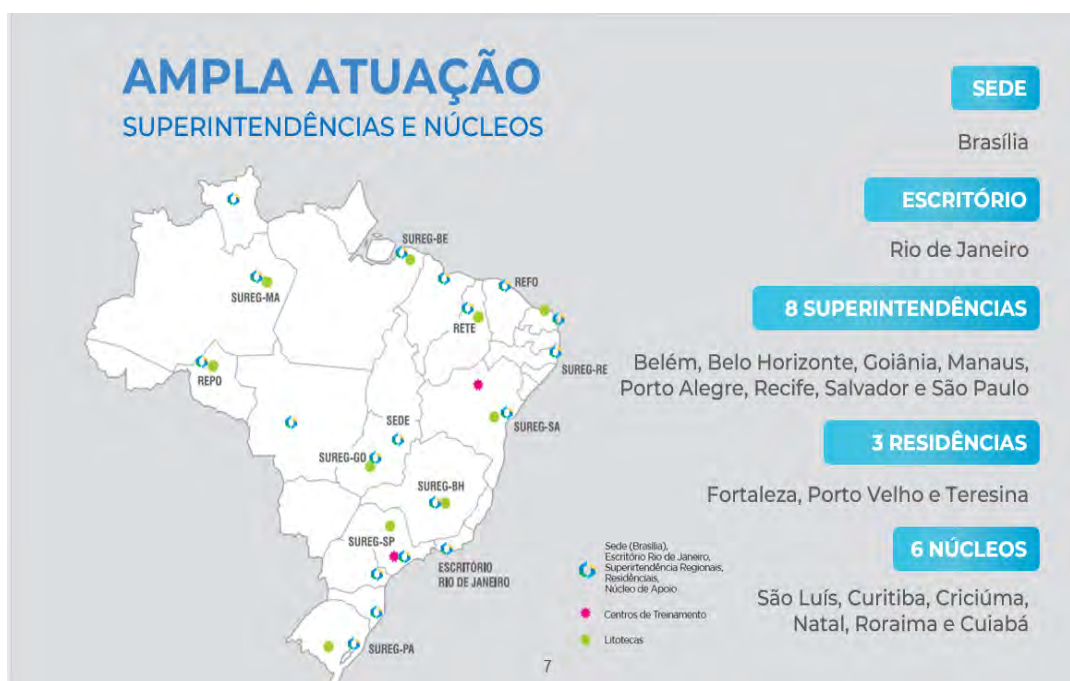 AMPLA ATUAÇÃO
SUPERINTENDÊNCIAS E NÚCLEOS
SUREG-BE
REFO
SUREG-MA
RETE
SUREG-RE
REPO
SEDE
SUREG-SA
SUREG-GO
SUREG-BH
SUREG-SP
ESCRITÓRIO
RIO DE JANEIRO
SUREG-PA
Sede (Brasília),
Escritório Rio de Janeiro,
Superintendência Regionais,
Residênciais,
Núcleo de Apoio
Centros de Treinamento
Litotecas
SEDE
Brasília
ESCRITÓRIO
Rio de Janeiro
8 SUPERINTENDÊNCIAS
Belém, Belo Horizonte, Goiânia, Manaus,
Porto Alegre, Recife, Salvador e São Paulo
3 RESIDÊNCIAS
Fortaleza, Porto Velho e Teresina
6 NÚCLEOS
São Luís, Curitiba, Criciúma,
Natal, Roraima e Cuiabá
7